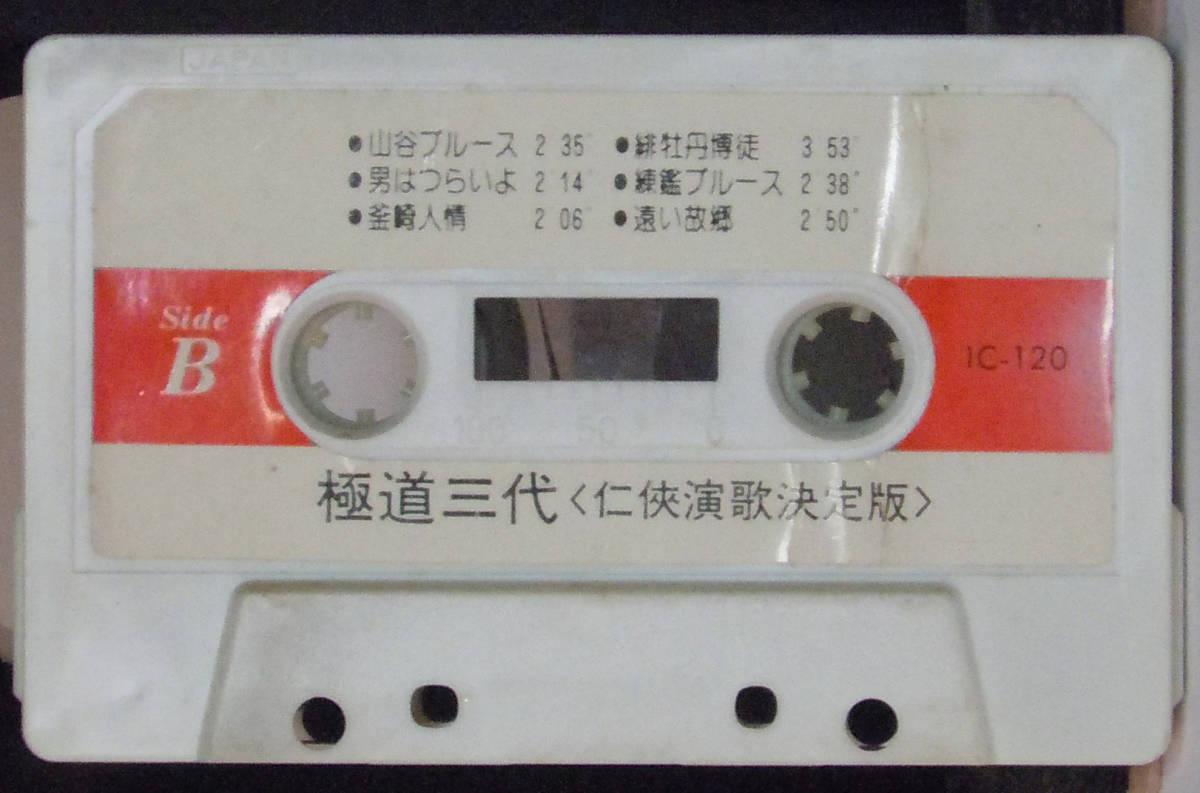 JAPAN
●山谷ブルース 2′35″ ●緋牡丹博徒 3′53″
●男はつらいよ 2′14″ ●練鑑ブルース 2′38″
●釜崎人情 2′06″ ●遠い故郷 2′50″
Side
B
IC-120
100 50 0
極道三代〈仁侠演歌決定版〉